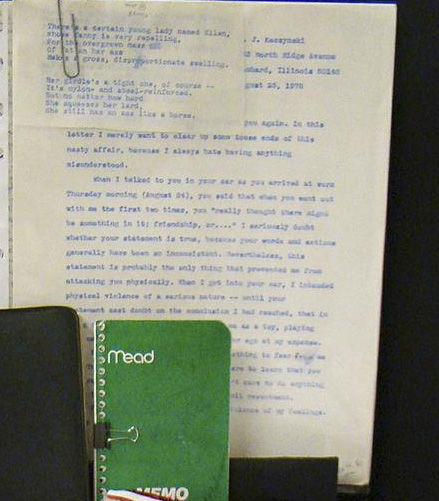 There's a certain young lady named Ellen,
whose fanny is very repelling.
For the overgrown mass
Of fat on her ass
Makes a gross, disproportionate swelling.
Her girdle's a tight one, of course --
It's nylon- and steel-reinforced.
But no matter how hard
She squeezes her lard,
She still has an ass like a horse.
. J. Kaczynski
North Ridge Avenue
mbard, Illinois
gust 25, 1978
you again. In this
letter I merely want to clear up some loose ends of this
nasty affair, because I always hate having anything
misunderstood.
When I talked to you in your car as you arrived at work
Thursday morning (August 24), you said that when you went out
with me the first two times, you "really thought there might
be something in it; friendship, or...." I seriously doubt
whether your statement is true, because your words and actions
generally have been so inconsistent. Nevertheless, this
statement is probably the only thing that prevented me from
attacking you physically. When I got into your car, I intended
physical violence of a serious nature -- until your
statement cast doubt on the conclusion I had reached, that in
me as a toy, playing
ego at my expense.
thing to fear from me
to learn that you
't care to do anything
resentment.
violence of my feelings.
Mead
MEMO